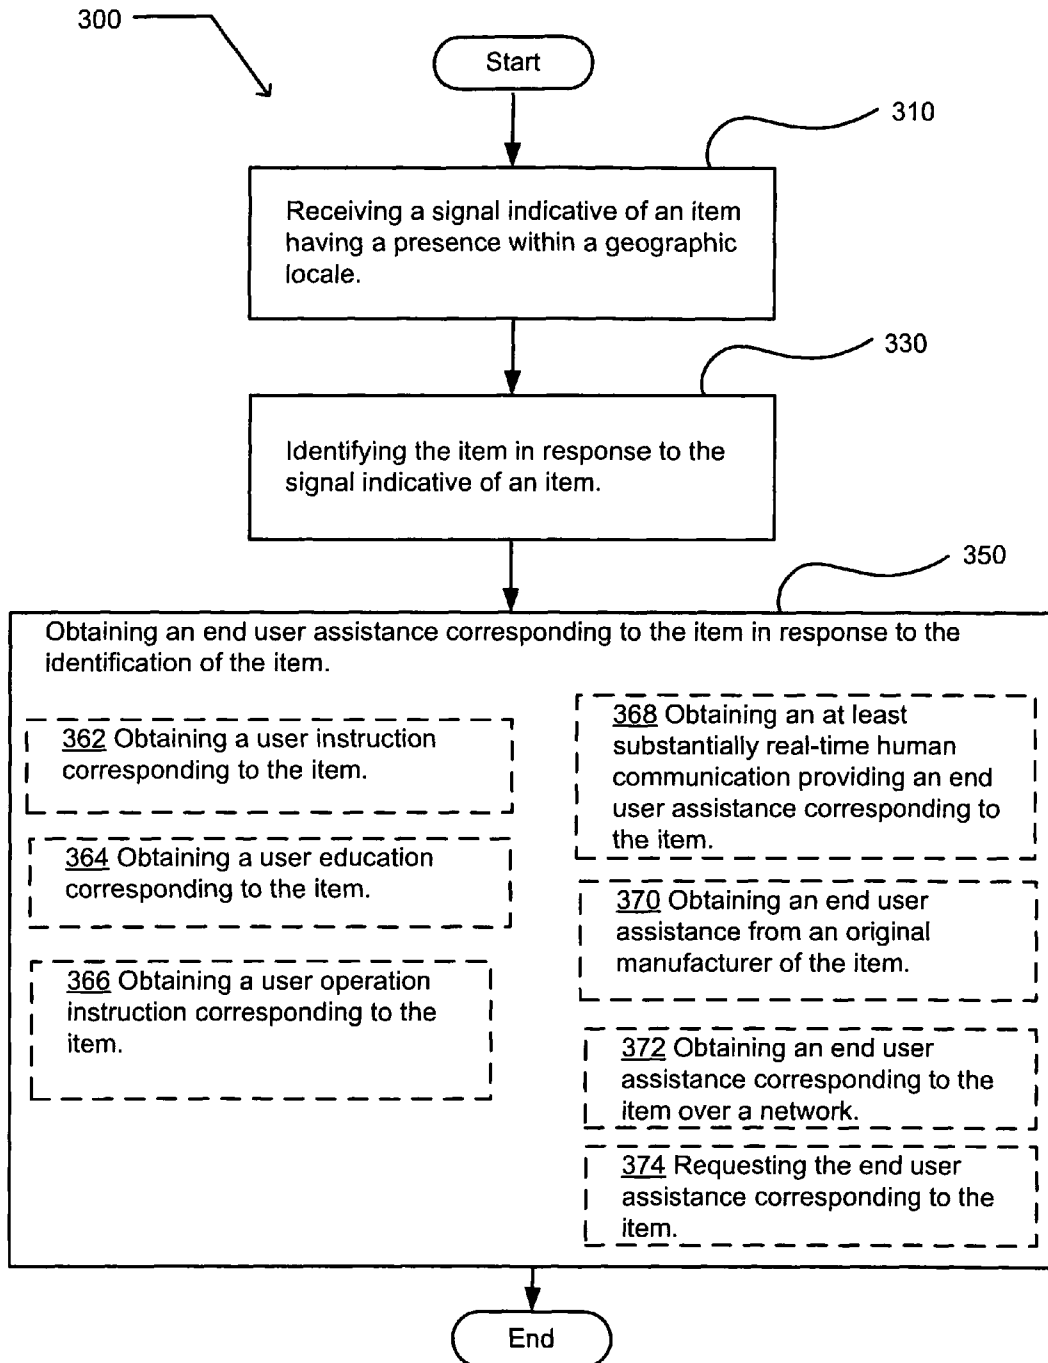 300
Start
310
Receiving a signal indicative of an item
having a presence within a geographic
locale.
330
Identifying the item in response to the
signal indicative of an item.
350
Obtaining an end user assistance corresponding to the item in response to the
identification of the item.
362 Obtaining a user instruction
corresponding to the item.
364 Obtaining a user education
corresponding to the item.
366 Obtaining a user operation
instruction corresponding to the
item.
368 Obtaining an at least
substantially real-time human
communication providing an end
user assistance corresponding to
the item.
370 Obtaining an end user
assistance from an original
manufacturer of the item.
372 Obtaining an end user
assistance corresponding to the
item over a network.
374 Requesting the end user
assistance corresponding to the
item.
End